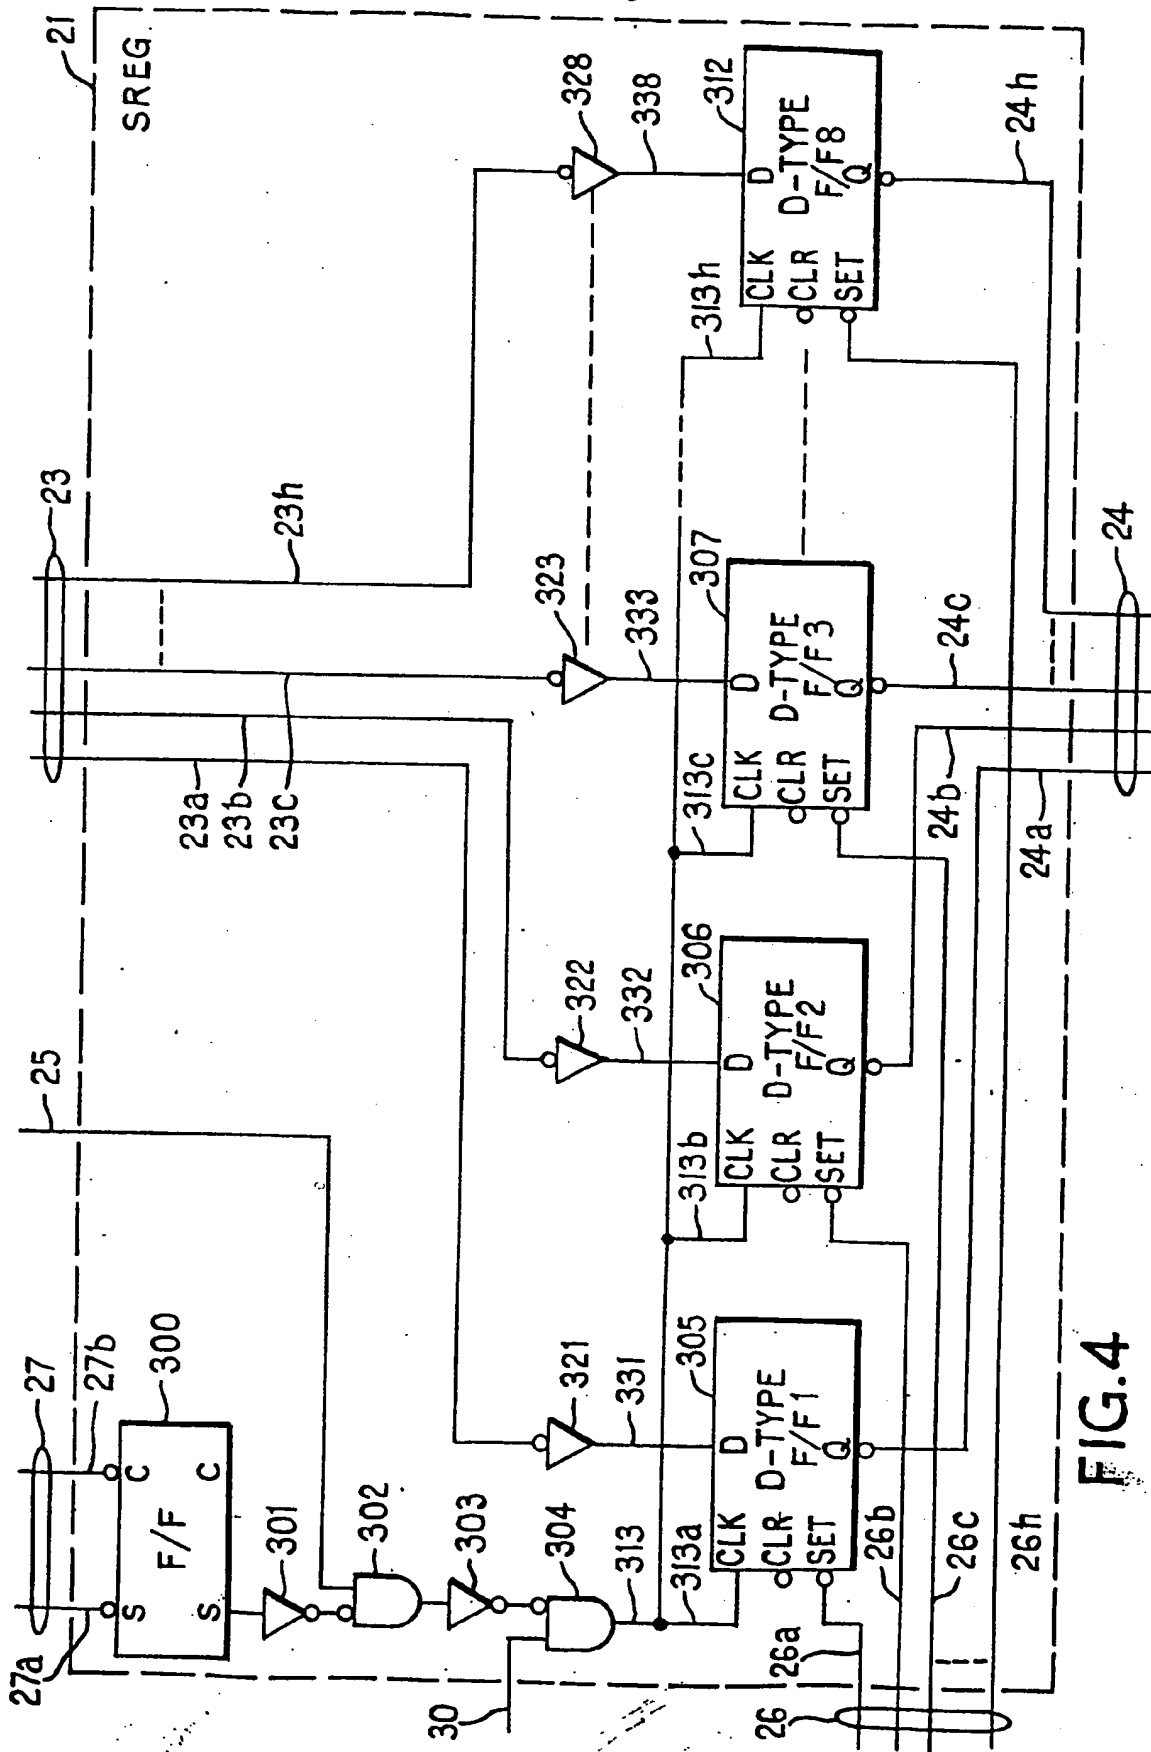 21
SREG.
23
25
27
27a
27b
300
C
S
F/F
C
S
301
302
303
304
30
313
23a
23b
23c
23h
321
322
323
328
331
332
333
338
305
306
307
312
313a
313b
313c
313h
D
CLK
D-TYPE
F/F1
CLR
SET
Q
D
CLK
D-TYPE
F/F2
CLR
SET
Q
D
CLK
D-TYPE
F/F3
CLR
SET
Q
D
CLK
D-TYPE
F/F8
CLR
SET
Q
26
26a
26b
26c
26h
24a
24b
24c
24h
24
FIG.4